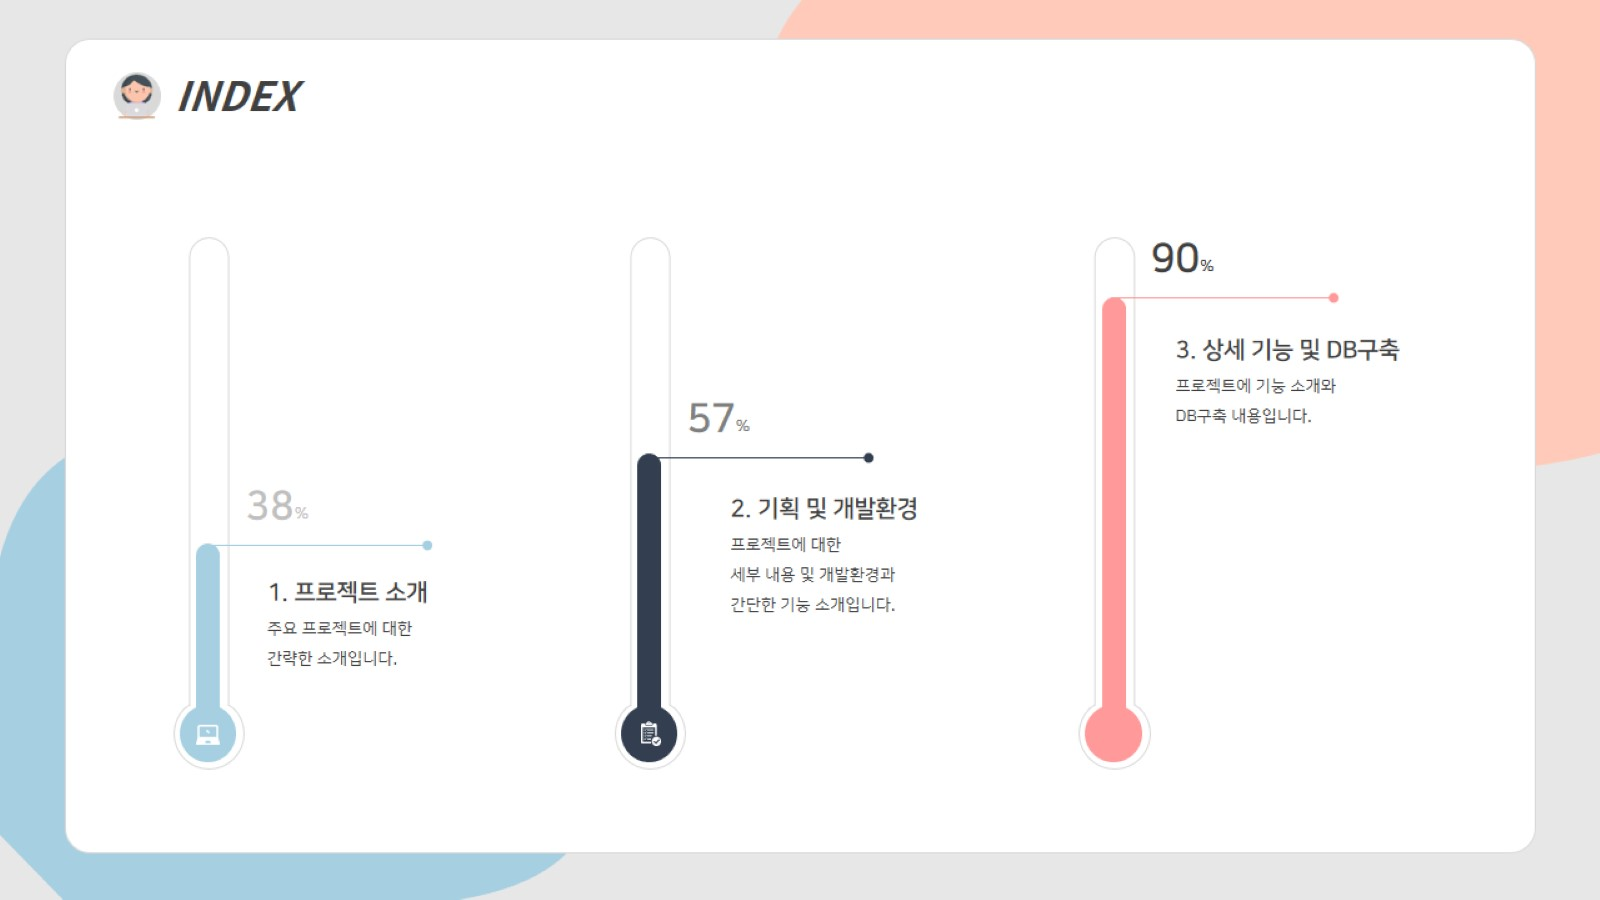 INDEX
38%
1. 프로젝트 소개
주요 프로젝트에 대한
간략한 소개입니다.
57%
2. 기획 및 개발환경
프로젝트에 대한
세부 내용 및 개발환경과
간단한 기능 소개입니다.
90%
3. 상세 기능 및 DB구축
프로젝트에 기능 소개와
DB구축 내용입니다.